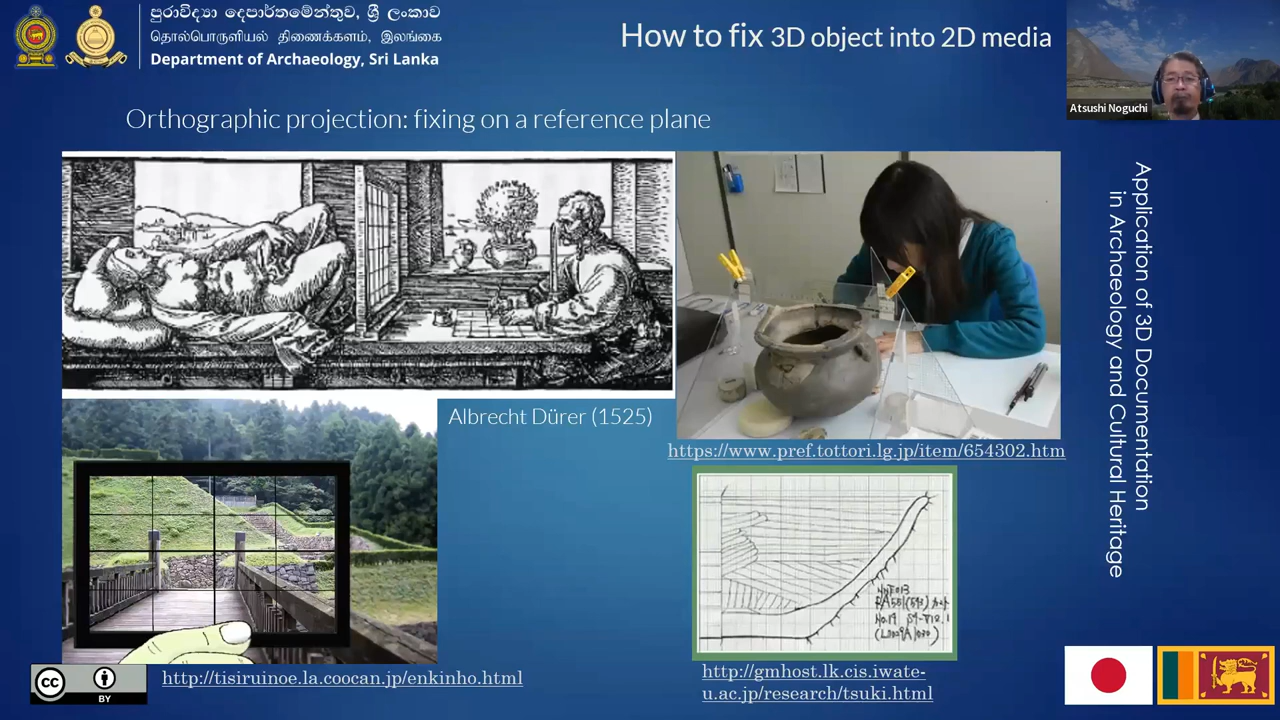 පුරාවිද්‍යා දෙපාර්තමේන්තුව, ශ්‍රී ලංකාව
தொல்பொருளியல் திணைக்களம், இலங்கை
Department of Archaeology, Sri Lanka
How to fix 3D object into 2D media
Atsushi Noguchi
Orthographic projection: fixing on a reference plane
Application of 3D Documentation
in Archaeology and Cultural Heritage
Albrecht Dürer (1525)
https://www.pref.tottori.lg.jp/item/654302.htm
http://tisiruinoe.la.coocan.jp/enkinho.html
http://gmhost.lk.cis.iwate-
u.ac.jp/research/tsuki.html
cc
BY